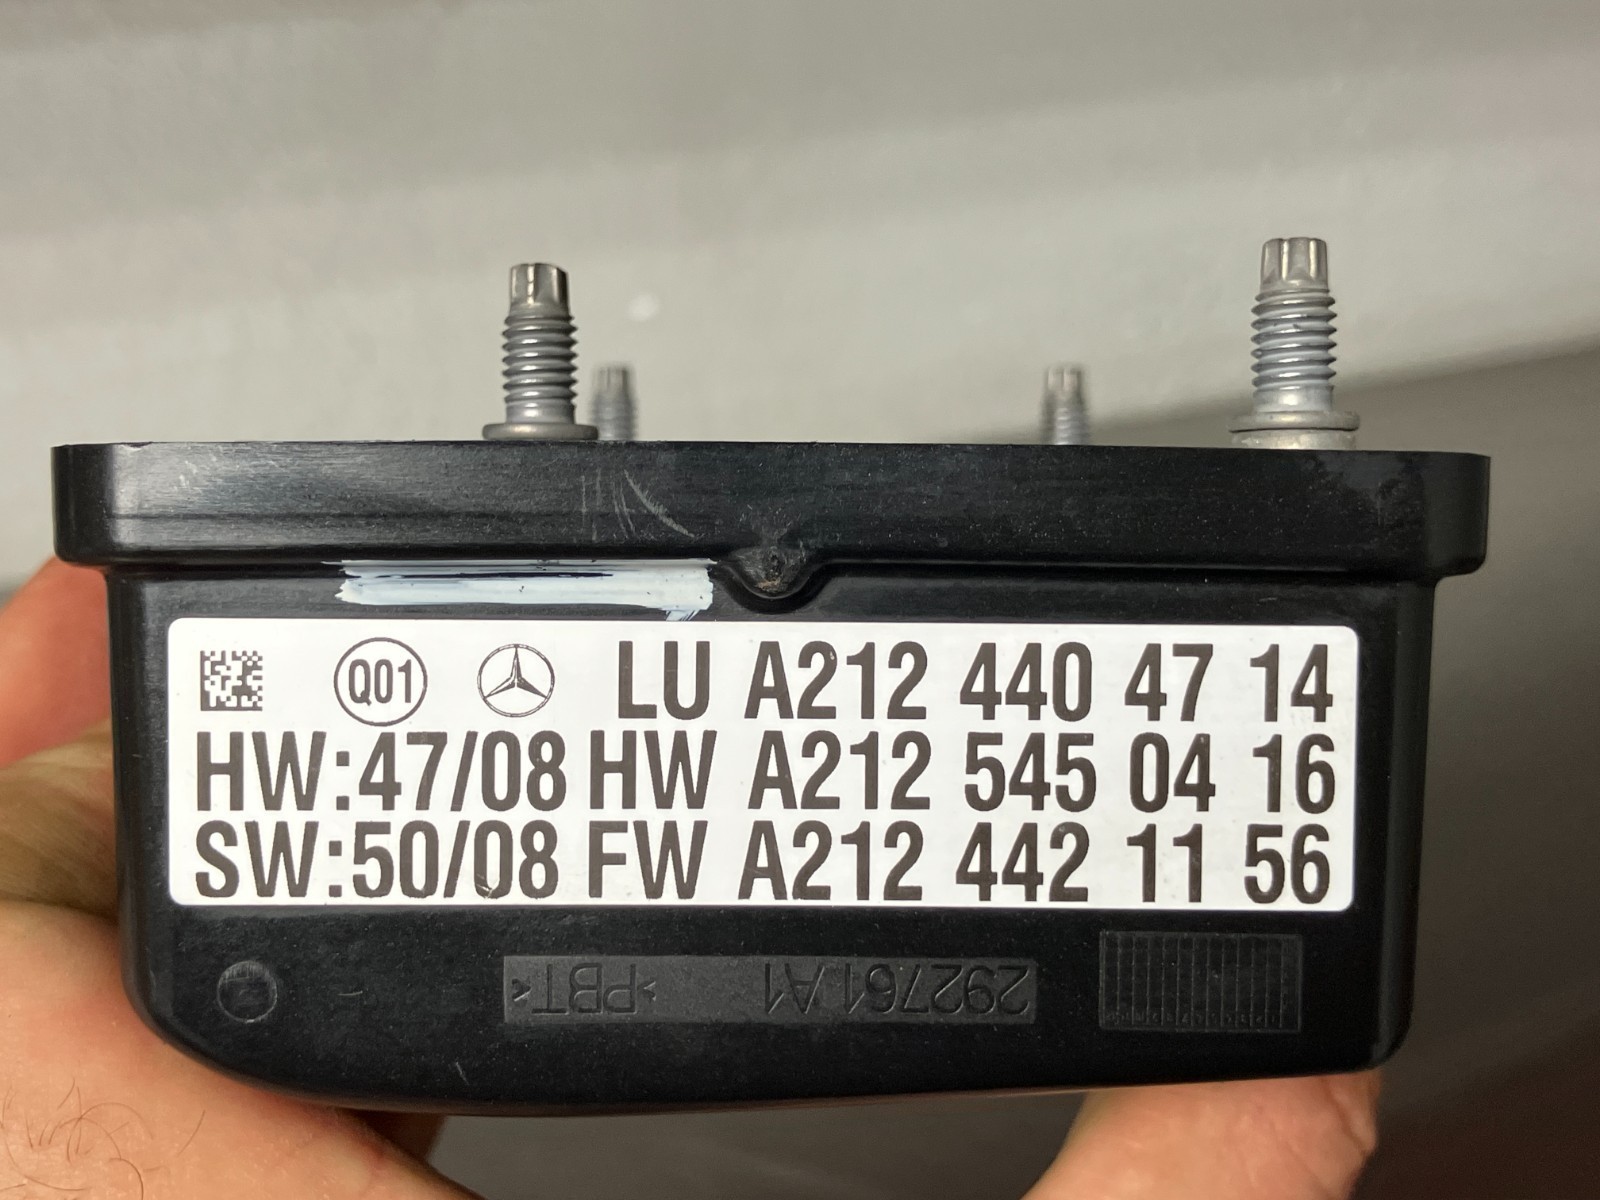 Q01 LU A212 440 47 14
HW:47/08 HW A212 545 04 16
SW:50/08 FW A212 442 11 56
292761 A1 >PBT<